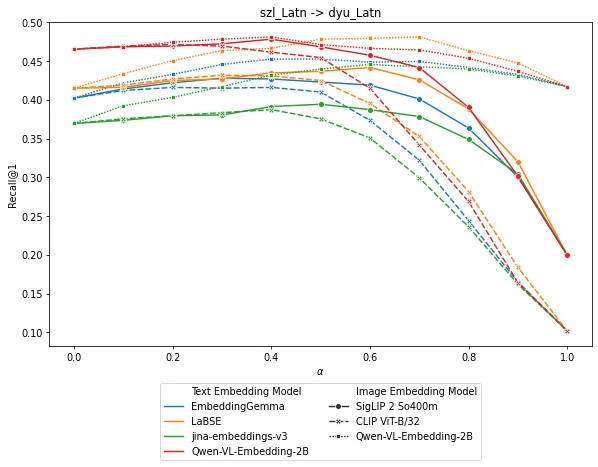 szl_Latn -> dyu_Latn
Recall@1
0.50
0.45
0.40
0.35
0.30
0.25
0.20
0.15
0.10
0.0 0.2 0.4 0.6 0.8 1.0
α
Text Embedding Model Image Embedding Model
EmbeddingGemma SigLIP 2 So400m
LaBSE CLIP ViT-B/32
jina-embeddings-v3 Qwen-VL-Embedding-2B
Qwen-VL-Embedding-2B